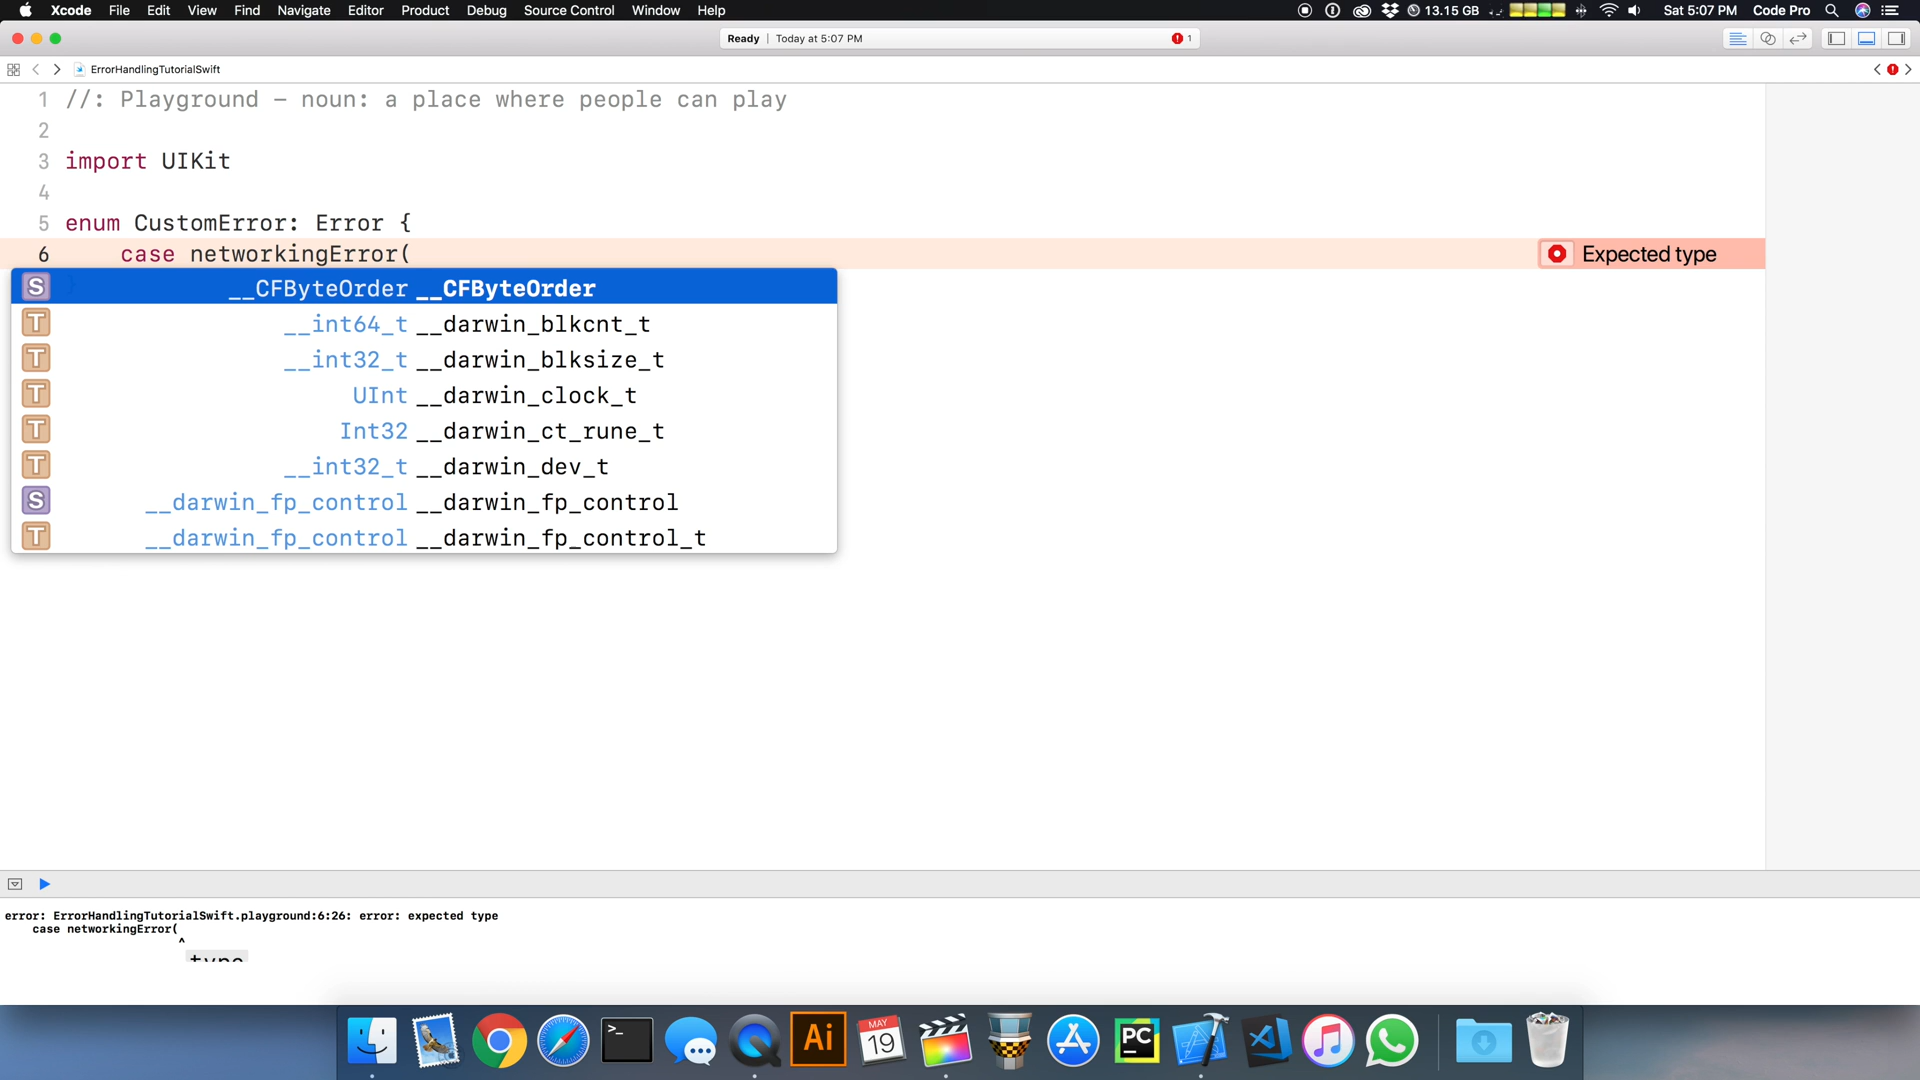 Xcode File Edit View Find Navigate Editor Product Debug Source Control Window Help 13.15 GB Sat 5:07 PM Code Pro
Ready | Today at 5:07 PM 1
ErrorHandlingTutorialSwift
1 //: Playground – noun: a place where people can play
2
3 import UIKit
4
5 enum CustomError: Error {
6 case networkingError( Expected type
S __CFByteOrder __CFByteOrder
T __int64_t __darwin_blkcnt_t
T __int32_t __darwin_blksize_t
T UInt __darwin_clock_t
T Int32 __darwin_ct_rune_t
T __int32_t __darwin_dev_t
S __darwin_fp_control __darwin_fp_control
T __darwin_fp_control __darwin_fp_control_t
error: ErrorHandlingTutorialSwift.playground:6:26: error: expected type
case networkingError(
^
type
>_ Ai MAY 19 PC